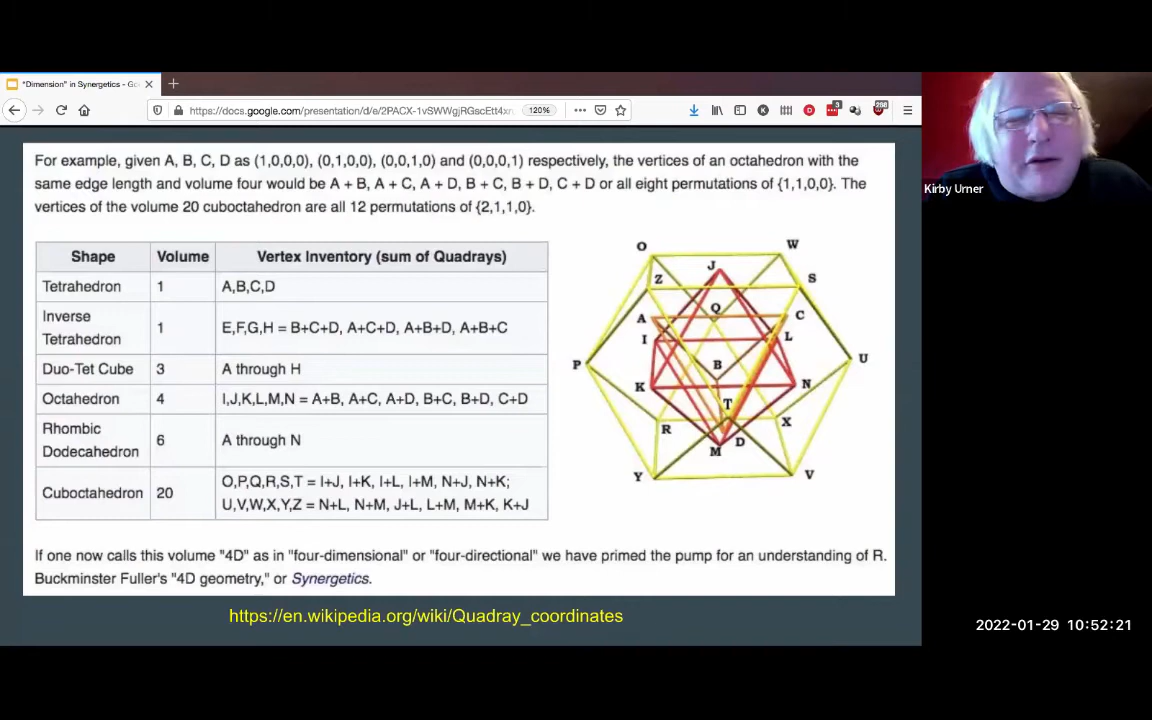 "Dimension" in Synergetics - Go
https://docs.google.com/presentation/d/e/2PACX-1vSWWgjRGscEtt4x
120%
3
298
For example, given A, B, C, D as (1,0,0,0), (0,1,0,0), (0,0,1,0) and (0,0,0,1) respectively, the vertices of an octahedron with the
same edge length and volume four would be A + B, A + C, A + D, B + C, B + D, C + D or all eight permutations of {1,1,0,0}. The
vertices of the volume 20 cuboctahedron are all 12 permutations of {2,1,1,0}.
Shape Volume Vertex Inventory (sum of Quadrays)
Tetrahedron 1 A,B,C,D
Inverse
Tetrahedron 1 E,F,G,H = B+C+D, A+C+D, A+B+D, A+B+C
Duo-Tet Cube 3 A through H
Octahedron 4 I,J,K,L,M,N = A+B, A+C, A+D, B+C, B+D, C+D
Rhombic
Dodecahedron 6 A through N
Cuboctahedron 20 O,P,Q,R,S,T = I+J, I+K, I+L, I+M, N+J, N+K;
U,V,W,X,Y,Z = N+L, N+M, J+L, L+M, M+K, K+J
O W
J
Z S
Q
A C
I L
P B U
K N
T
R X
M D
Y V
If one now calls this volume "4D" as in "four-dimensional" or "four-directional" we have primed the pump for an understanding of R.
Buckminster Fuller's "4D geometry," or Synergetics.
https://en.wikipedia.org/wiki/Quadray_coordinates
Kirby Urner
2022-01-29 10:52:21